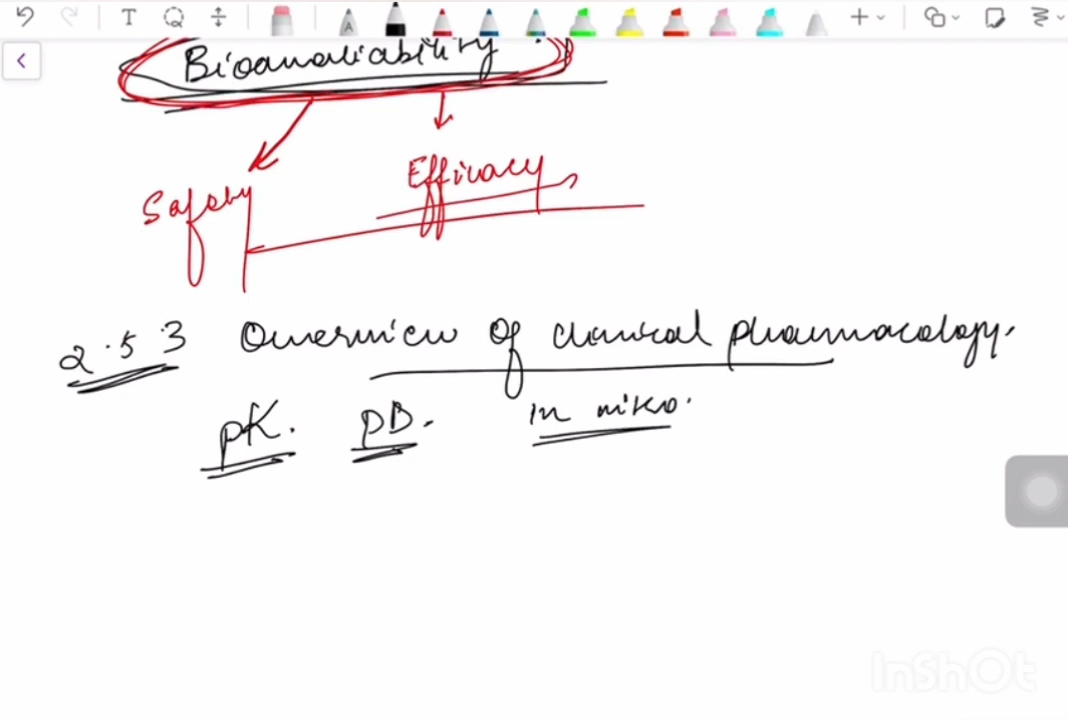 Bioavailability
Efficacy
Safety
2.5.3 Overview of clinical pharmacology.
pK. pD. In vitro.
InShOt